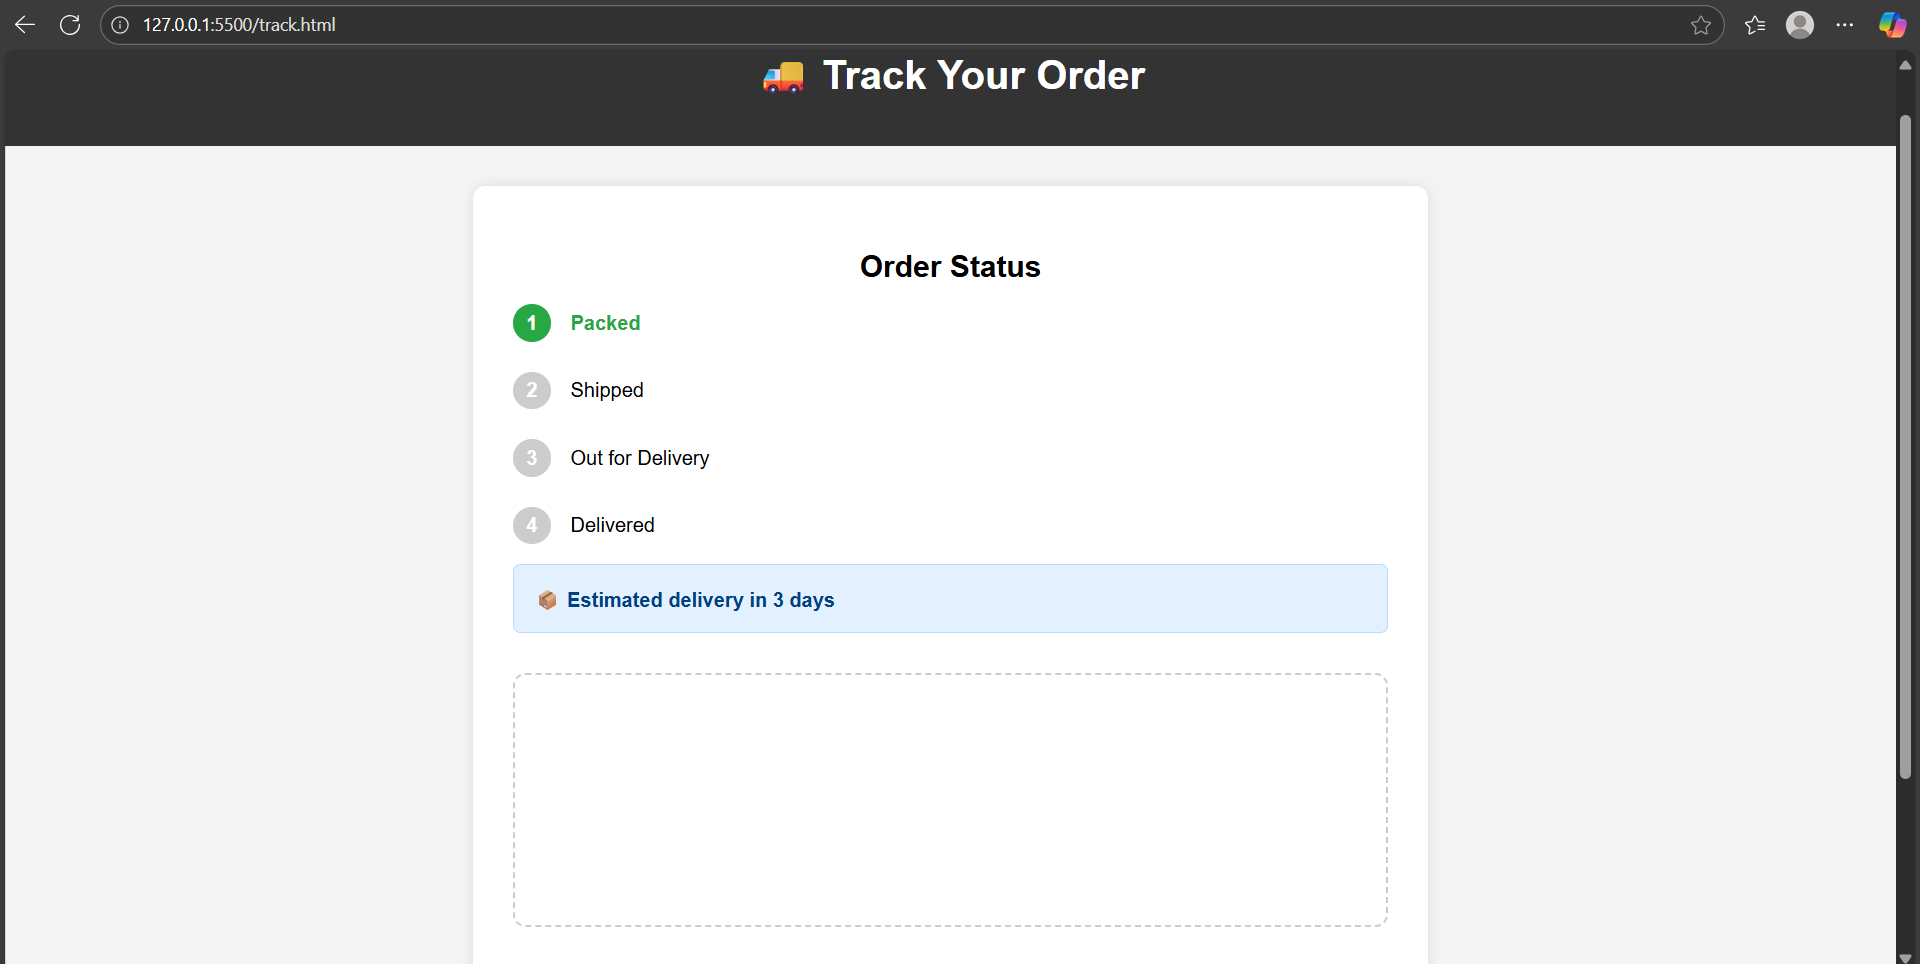 127.0.0.1:5500/track.html
🚚 Track Your Order
Order Status
1 Packed
2 Shipped
3 Out for Delivery
4 Delivered
📦 Estimated delivery in 3 days